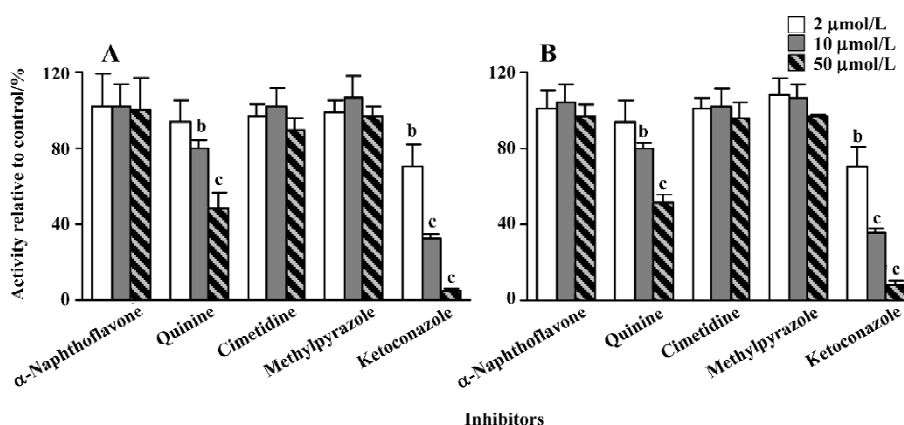 2 μmol/L
10 μmol/L
50 μmol/L
A
B
Activity relative to control/%
120
80
40
0
b
c
b
c
c
120
80
40
0
b
c
b
c
c
α-Naphthoflavone
Quinine
Cimetidine
Methylpyrazole
Ketoconazole
α-Naphthoflavone
Quinine
Cimetidine
Methylpyrazole
Ketoconazole
Inhibitors